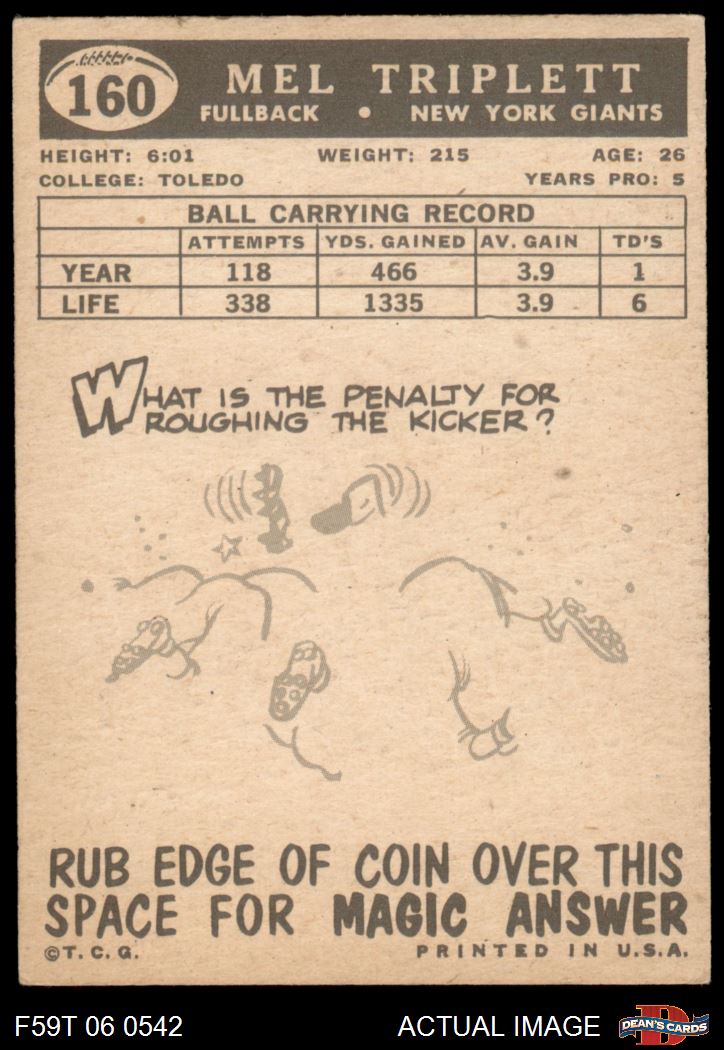 160
MEL TRIPLETT
FULLBACK • NEW YORK GIANTS
HEIGHT: 6:01 WEIGHT: 215 AGE: 26
COLLEGE: TOLEDO YEARS PRO: 5
BALL CARRYING RECORD
ATTEMPTS YDS. GAINED AV. GAIN TD'S
YEAR 118 466 3.9 1
LIFE 338 1335 3.9 6
WHAT IS THE PENALTY FOR
ROUGHING THE KICKER?
RUB EDGE OF COIN OVER THIS
SPACE FOR MAGIC ANSWER
©T. C. G. PRINTED IN U.S.A.
F59T 06 0542 ACTUAL IMAGE D DEAN'S CARDS